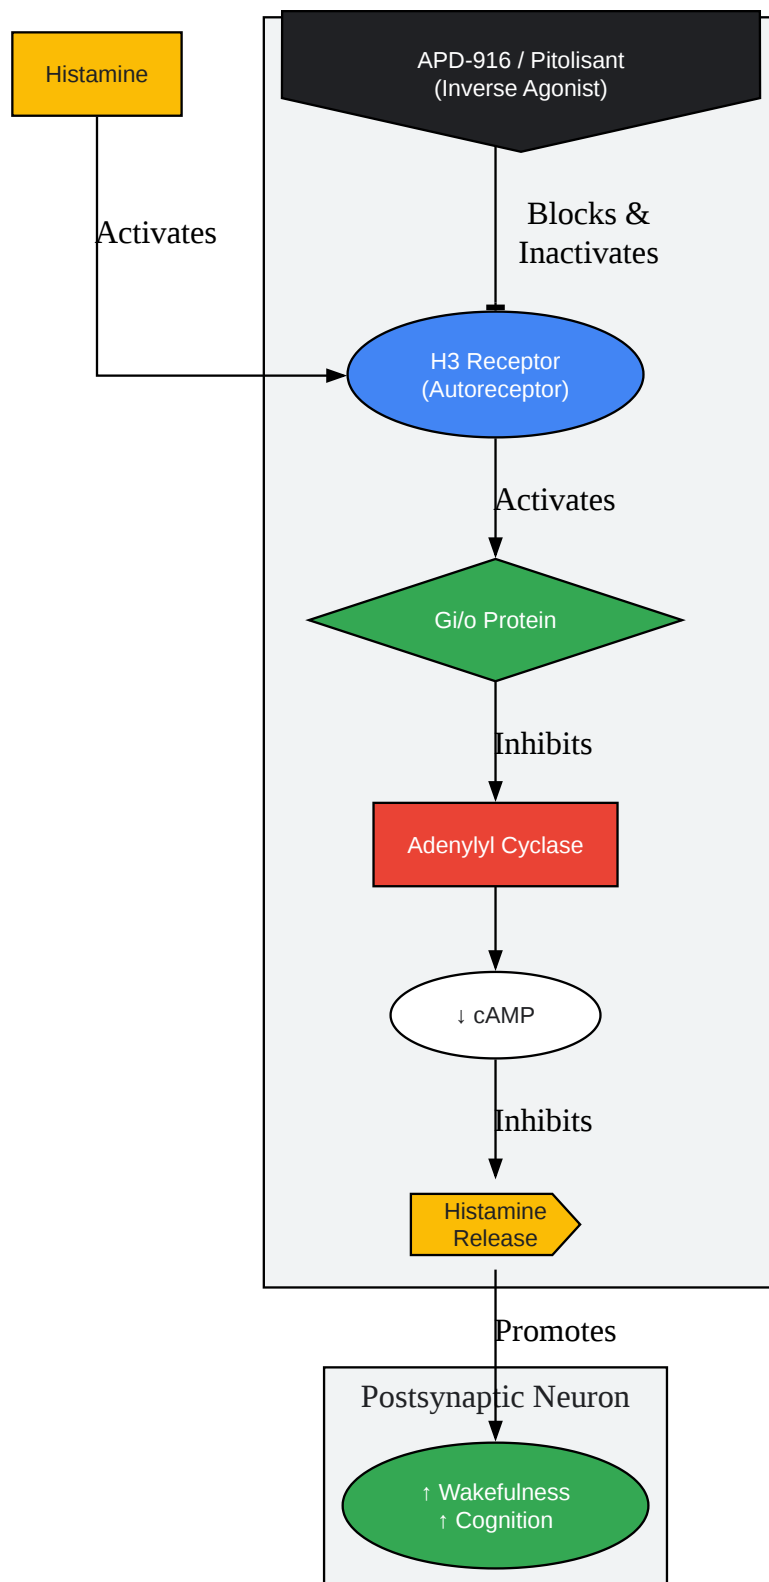 Histamine
APD-916 / Pitolisant
(Inverse Agonist)
Activates
Blocks &
Inactivates
H3 Receptor
(Autoreceptor)
Activates
Gi/o Protein
Inhibits
Adenylyl Cyclase
↓ cAMP
Inhibits
Histamine
Release
Promotes
Postsynaptic Neuron
↑ Wakefulness
↑ Cognition